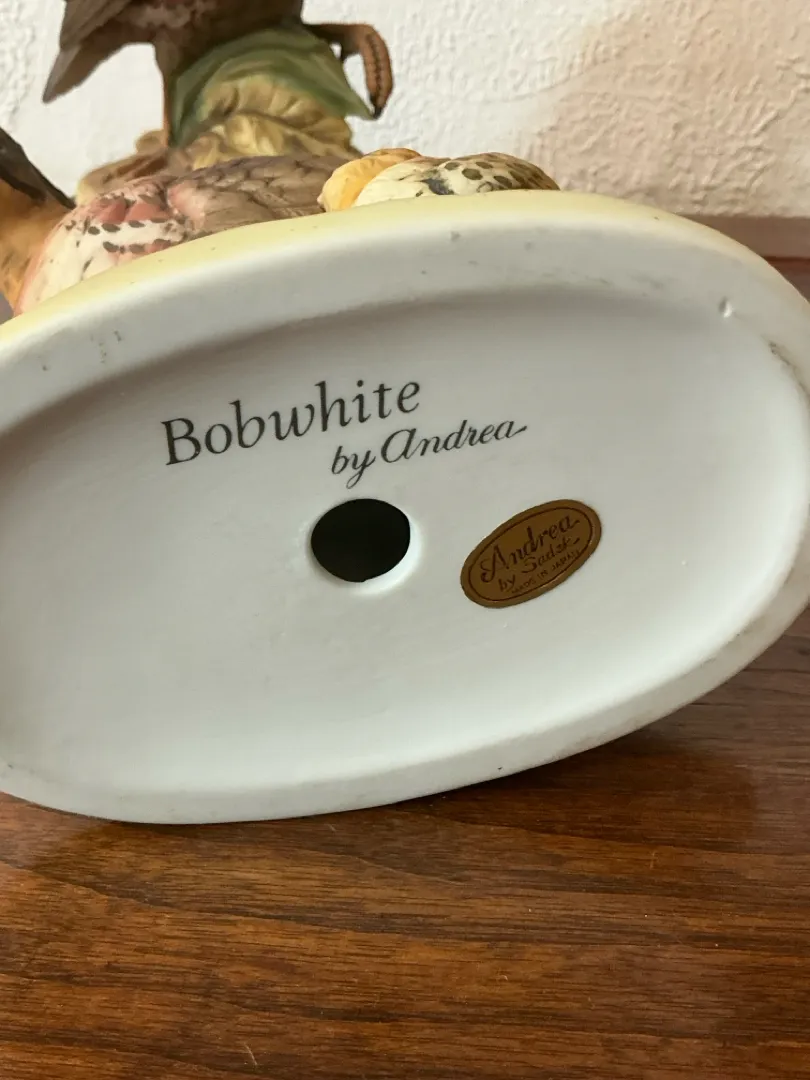 Bobwhite
by Andrea
Andrea
by Sadek
MADE IN JAPAN